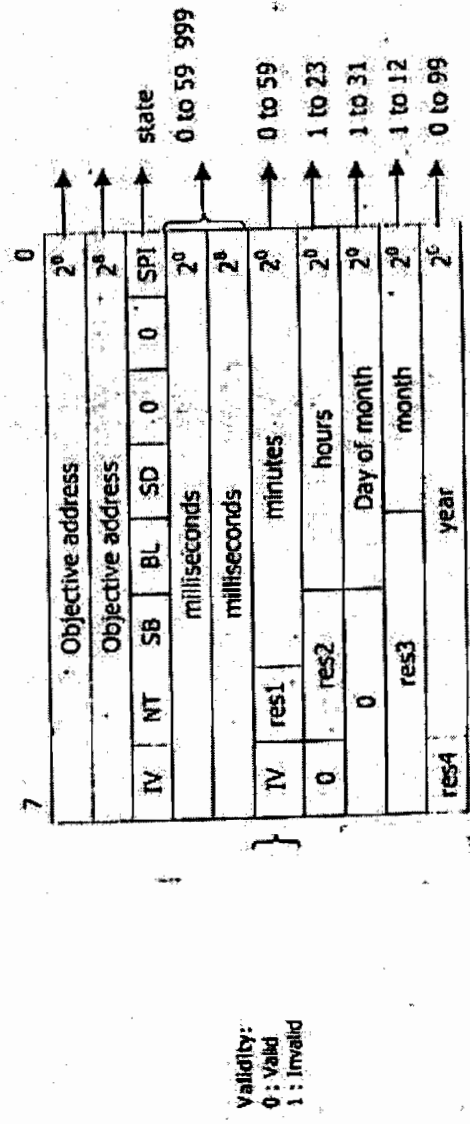 7 0
Objective address 2⁰
Objective address 2⁸
IV NT SB BL SD 0 0 SPI state
milliseconds 2⁰ 0 to 59 999
milliseconds 2⁸
IV res1 minutes 2⁰ 0 to 59
0 res2 hours 2⁰ 1 to 23
0 Day of month 2⁰ 1 to 31
res3 month 2⁰ 1 to 12
res4 year 2⁰ 0 to 99
Validity:
0 : Valid
1 : Invalid